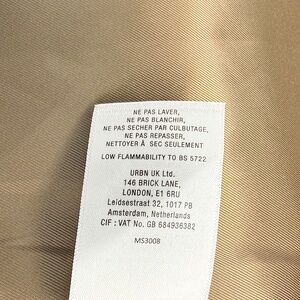 NE PAS LAVER,
NE PAS BLANCHIR,
NE PAS SECHER PAR CULBUTAGE,
NE PAS REPASSER,
NETTOYER À SEC SEULEMENT
LOW FLAMMABILITY TO BS 5722
URBN UK Ltd.
146 BRICK LANE,
LONDON, E1 6RU
Leidsestraat 32, 1017 PB
Amsterdam, Netherlands
CIF : VAT No. GB 684936382
MS3008